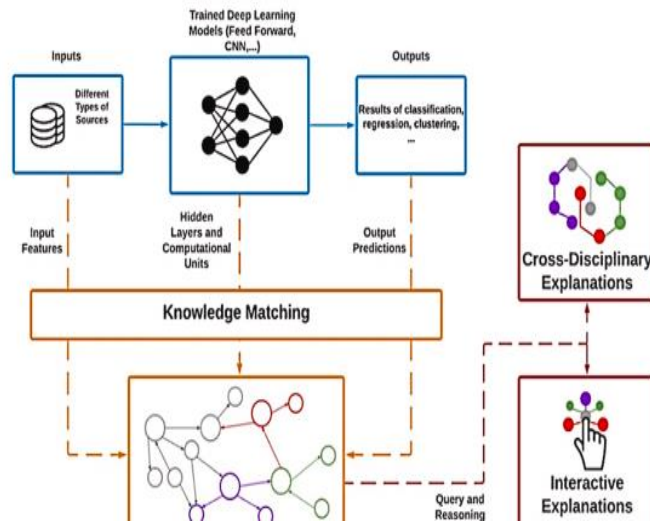 Trained Deep Learning
Models (Feed Forward,
CNN,...)
Inputs
Outputs
Different
Types of
Sources
Results of classification,
regression, clustering,
...
Input
Features
Hidden
Layers and
Computational
Units
Output
Predictions
Knowledge Matching
Cross-Disciplinary
Explanations
Interactive
Explanations
Query and
Reasoning